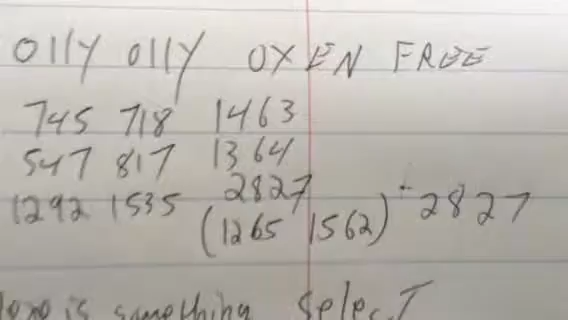 OllY OllY OXEN FREE
745 718 1463
547 817 1364
1292 1535 2827
(1265 1562) + 2827
is something select